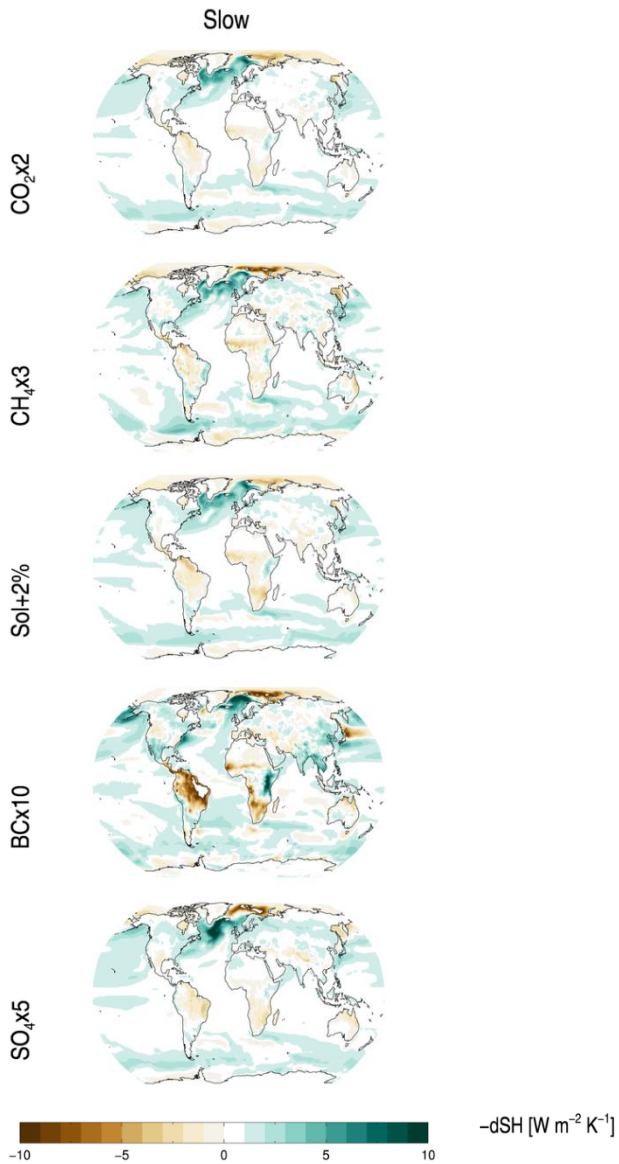 Slow
CO₂x2
CH₄x3
Sol+2%
BCx10
SO₄x5
−10 −5 0 5 10
−dSH [W m⁻² K⁻¹]